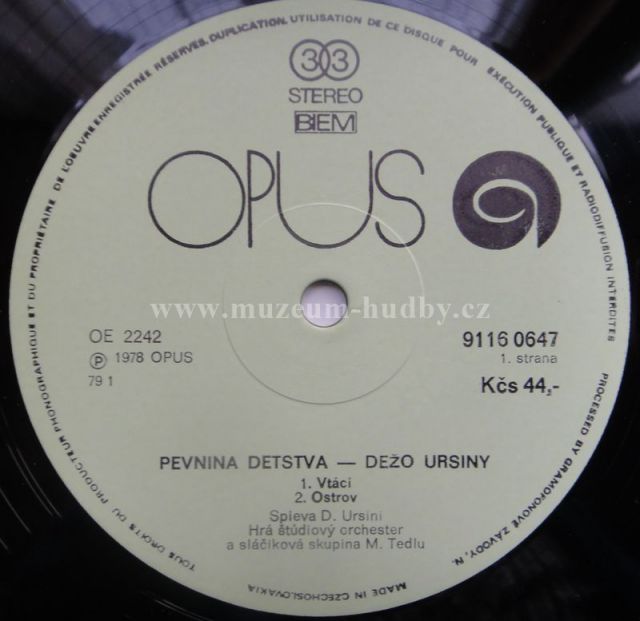 TOUS DROITS DU PRODUCTEUR PHONOGRAPHIQUE ET DU PROPRIÉTAIRE DE L'OEUVRE ENREGISTRÉE RÉSERVÉS. DUPLICATION. UTILISATION DE CE DISQUE POUR EXÉCUTION PUBLIQUE ET RADIODIFFUSION INTERDITES
PROCESSED BY GRAMOFONOVÉ ZÁVODY, N.
MADE IN CZECHOSLOVAKIA
33
STEREO
BIEM
OPUS
www.muzeum-hudby.cz
OE 2242
Ⓟ 1978 OPUS
79 1
9116 0647
1. strana
Kčs 44,-
PEVNINA DETSTVA — DEŽO URSINY
1. Vtáci
2. Ostrov
Spieva D. Ursini
Hrá štúdiový orchester
a sláčiková skupina M. Tedlu